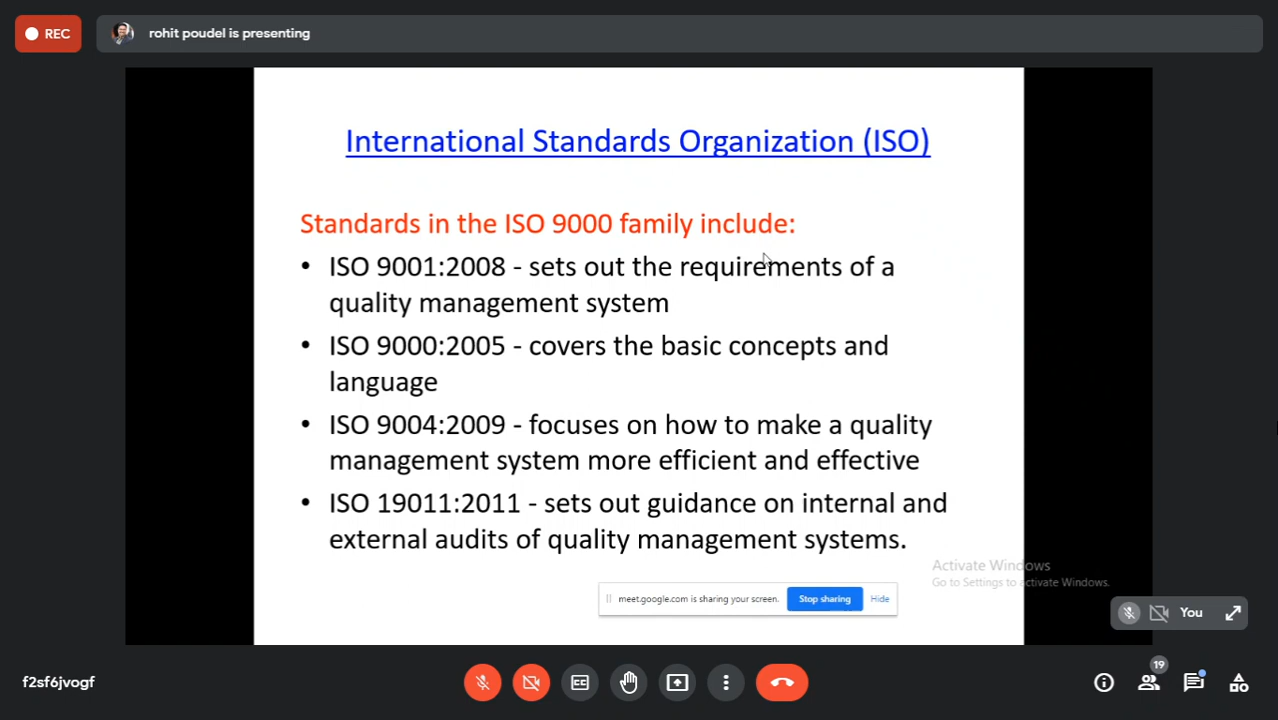 REC
rohit poudel is presenting
International Standards Organization (ISO)
Standards in the ISO 9000 family include:
• ISO 9001:2008 - sets out the requirements of a
quality management system
• ISO 9000:2005 - covers the basic concepts and
language
• ISO 9004:2009 - focuses on how to make a quality
management system more efficient and effective
• ISO 19011:2011 - sets out guidance on internal and
external audits of quality management systems.
Activate Windows
Go to Settings to activate Windows.
meet.google.com is sharing your screen. Stop sharing Hide
You
19
f2sf6jvogf
CC